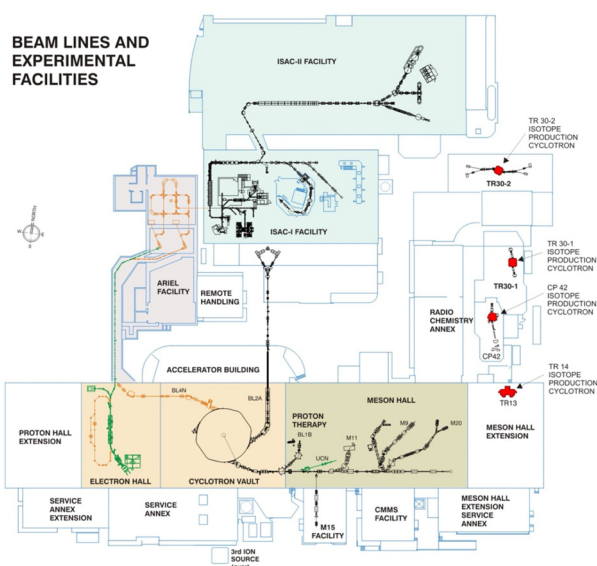 BEAM LINES AND
EXPERIMENTAL
FACILITIES
ISAC-II FACILITY
TR 30-2
ISOTOPE
PRODUCTION
CYCLOTRON
TR30-2
ISAC-I FACILITY
N
W
E
S
TR 30-1
ISOTOPE
PRODUCTION
CYCLOTRON
TR30-1
ARIEL
FACILITY
REMOTE
HANDLING
RADIO
CHEMISTRY
ANNEX
CP 42
ISOTOPE
PRODUCTION
CYCLOTRON
CP42
ACCELERATOR BUILDING
TR 14
ISOTOPE
PRODUCTION
CYCLOTRON
TR13
BL4N
BL2A
MESON HALL
PROTON HALL
EXTENSION
PROTON
THERAPY
BL1B
UCN
M11
M9
M20
MESON HALL
EXTENSION
ELECTRON HALL
CYCLOTRON VAULT
SERVICE
ANNEX
EXTENSION
SERVICE
ANNEX
M15
FACILITY
CMMS
FACILITY
MESON HALL
EXTENSION
SERVICE
ANNEX
3rd ION
SOURCE